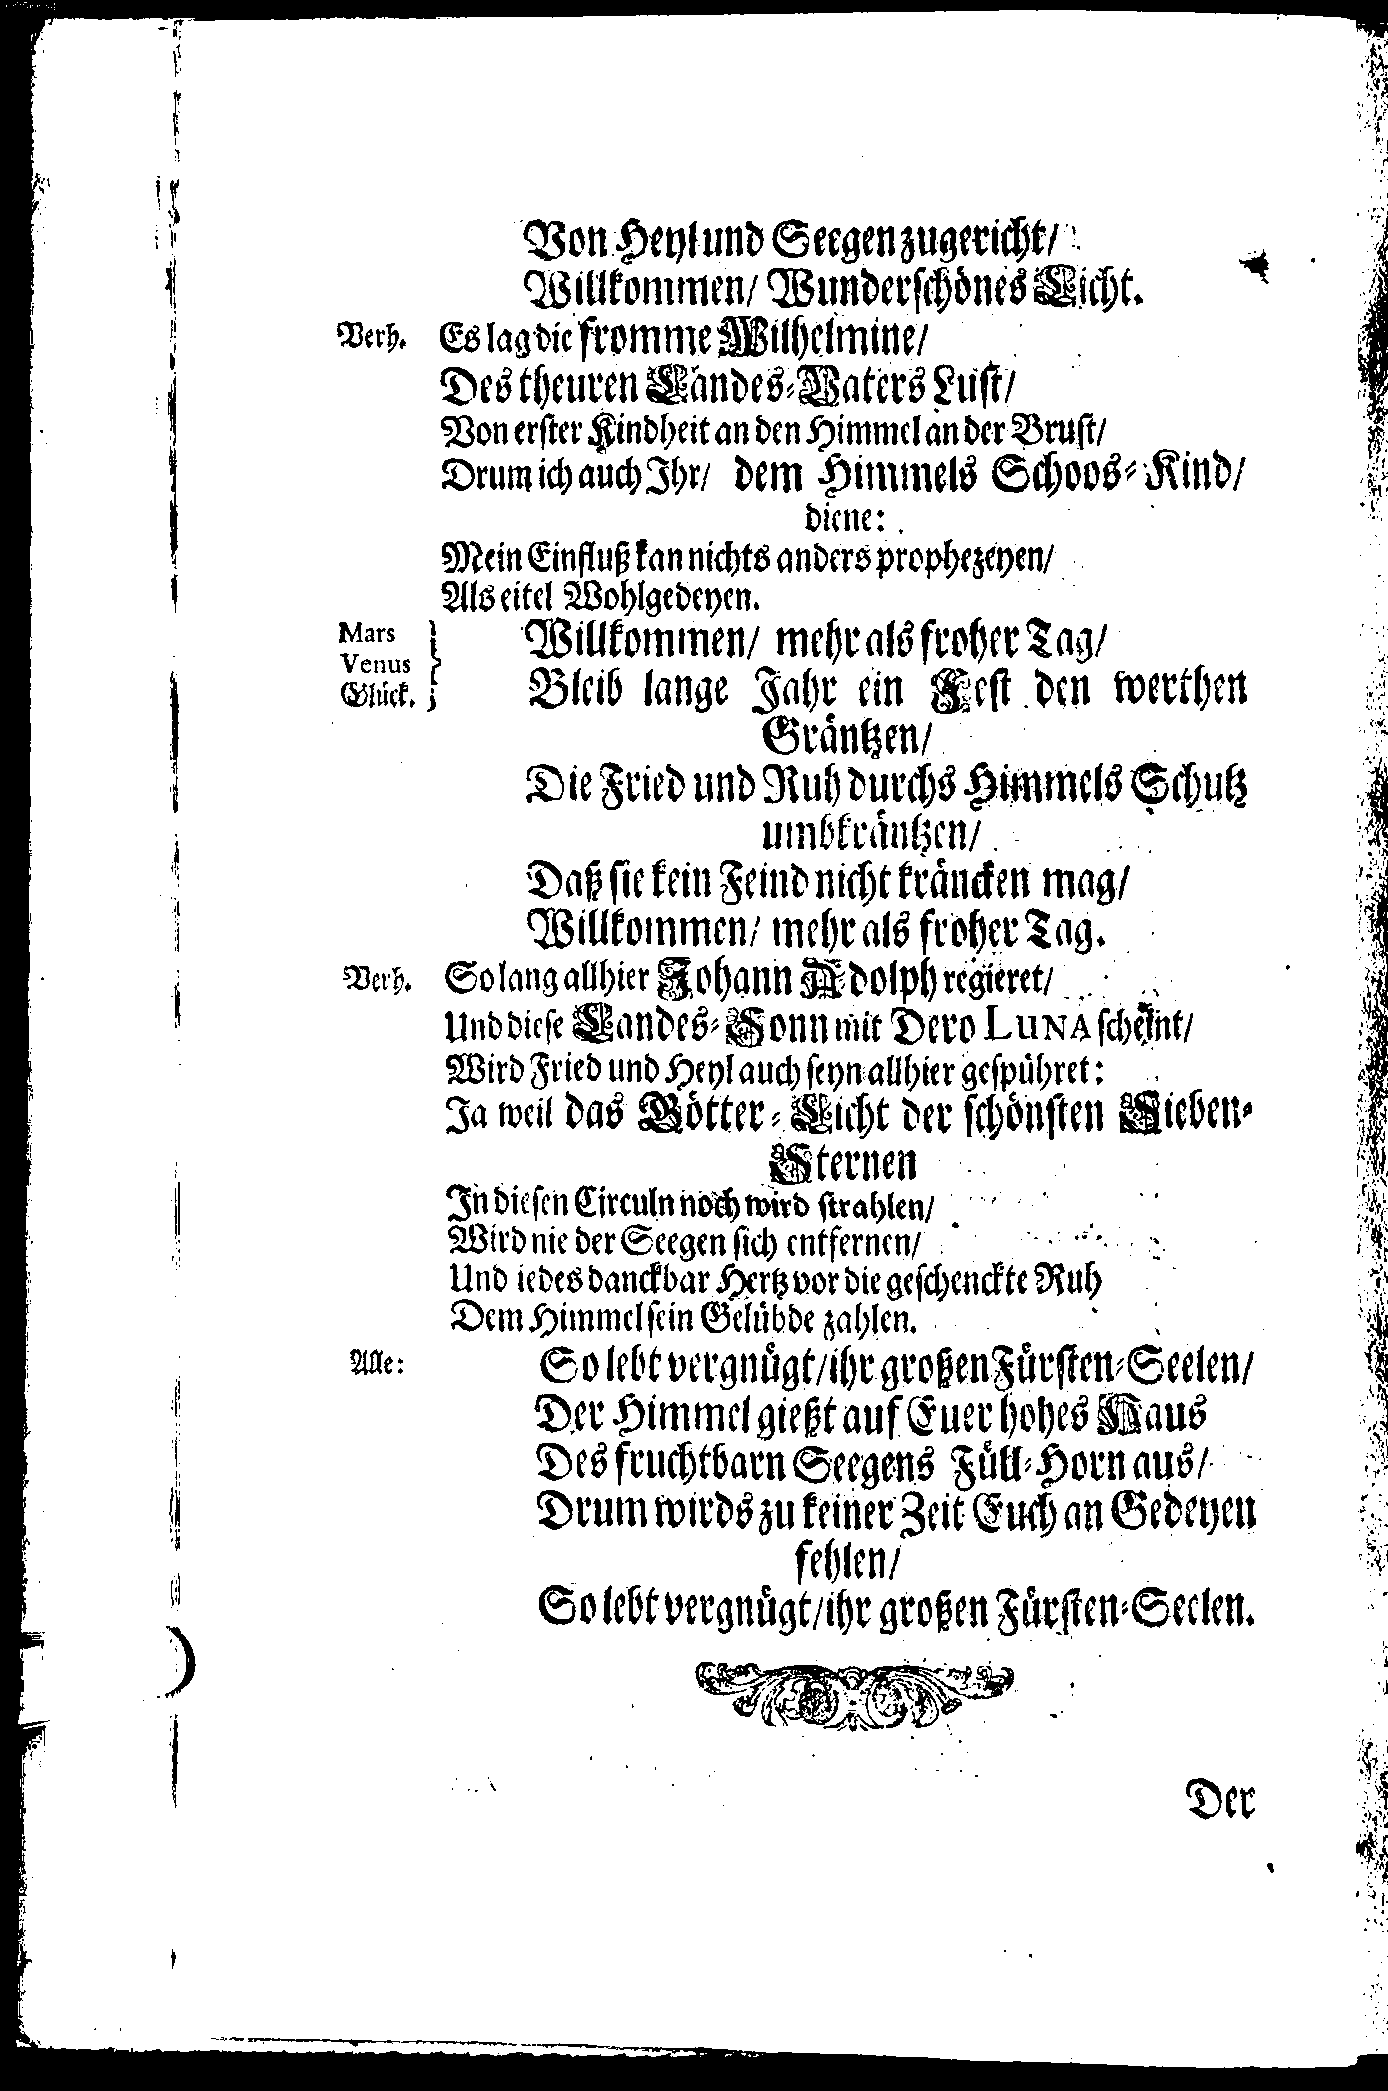 Von Heyl und Seegen zugericht/
Willkommen/ Wunderschönes Licht.
Verh. Es lag die fromme Wilhelmine/
Des theuren Landes-Vaters Lust/
Von erster Kindheit an den Himmel an der Brust/
Drum ich auch Ihr/ dem Himmels Schoos-Kind/
diene:
Mein Einfluß kan nichts anders prophezeyen/
Als eitel Wohlgedeyen.
Mars
Venus
Glück. } Willkommen/ mehr als froher Tag/
Bleib lange Jahr ein Fest den werthen
Gräntzen/
Die Fried und Ruh durchs Himmels Schutz
umbkräntzen/
Daß sie kein Feind nicht kräncken mag/
Willkommen/ mehr als froher Tag.
Verh. So lang allhier Johann Adolph regieret/
Und diese Landes-Sonn mit Dero LUNA scheint/
Wird Fried und Heyl auch seyn allhier gespühret:
Ja weil das Götter-Licht der schönsten Sieben-
Sternen
In diesen Circuln noch wird strahlen/
Wird nie der Seegen sich entfernen/
Und iedes danckbar Hertz vor die geschenckte Ruh
Dem Himmel sein Gelübde zahlen.
Alle: So lebt vergnügt/ ihr großen Fürsten-Seelen/
Der Himmel gießt auf Euer hohes Haus
Des fruchtbarn Seegens Füll-Horn aus/
Drum wirds zu keiner Zeit Euch an Gedeyen
fehlen/
So lebt vergnügt/ ihr großen Fürsten-Seelen.
Der